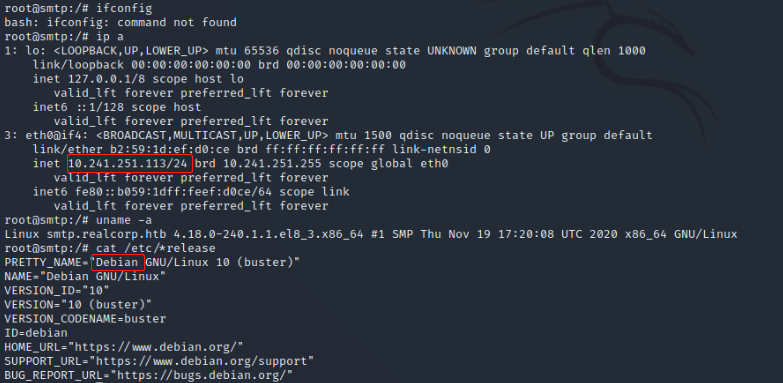 root@smtp:/# ifconfig
bash: ifconfig: command not found
root@smtp:/# ip a
1: lo: <LOOPBACK,UP,LOWER_UP> mtu 65536 qdisc noqueue state UNKNOWN group default qlen 1000
    link/loopback 00:00:00:00:00:00 brd 00:00:00:00:00:00
    inet 127.0.0.1/8 scope host lo
       valid_lft forever preferred_lft forever
    inet6 ::1/128 scope host
       valid_lft forever preferred_lft forever
3: eth0@if4: <BROADCAST,MULTICAST,UP,LOWER_UP> mtu 1500 qdisc noqueue state UP group default
    link/ether b2:59:1d:ef:d0:ce brd ff:ff:ff:ff:ff:ff link-netnsid 0
    inet 10.241.251.113/24 brd 10.241.251.255 scope global eth0
       valid_lft forever preferred_lft forever
    inet6 fe80::b059:1dff:feef:d0ce/64 scope link
       valid_lft forever preferred_lft forever
root@smtp:/# uname -a
Linux smtp.realcorp.htb 4.18.0-240.1.1.el8_3.x86_64 #1 SMP Thu Nov 19 17:20:08 UTC 2020 x86_64 GNU/Linux
root@smtp:/# cat /etc/*release
PRETTY_NAME="Debian GNU/Linux 10 (buster)"
NAME="Debian GNU/Linux"
VERSION_ID="10"
VERSION="10 (buster)"
VERSION_CODENAME=buster
ID=debian
HOME_URL="https://www.debian.org/"
SUPPORT_URL="https://www.debian.org/support"
BUG_REPORT_URL="https://bugs.debian.org/"